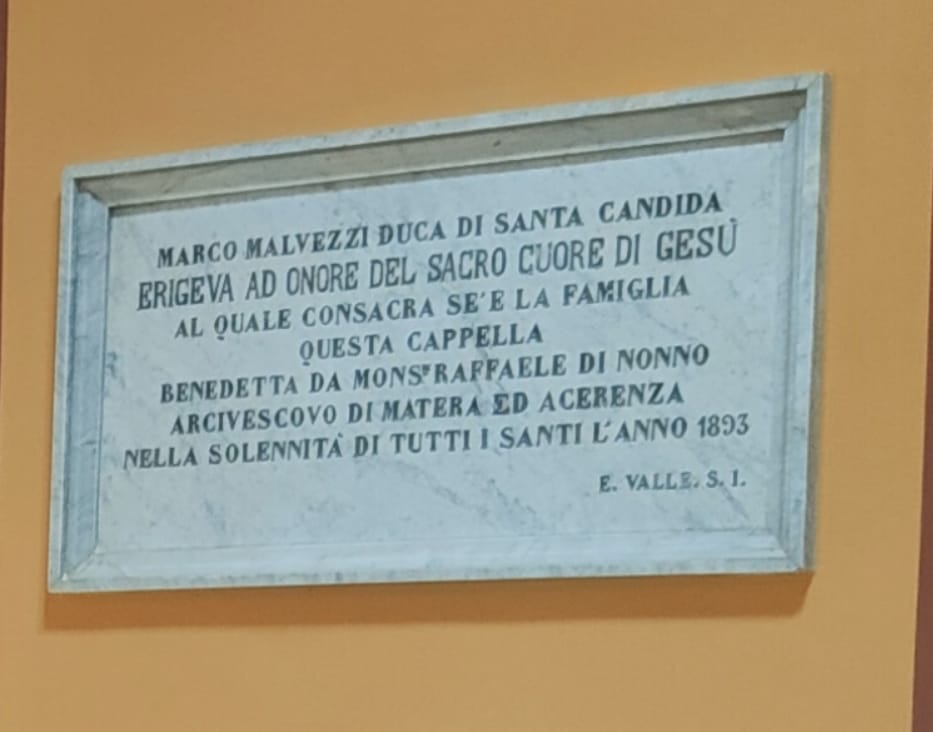 MARCO MALVEZZI DUCA DI SANTA CANDIDA
ERIGEVA AD ONORE DEL SACRO CUORE DI GESÙ
AL QUALE CONSACRA SE' E LA FAMIGLIA
QUESTA CAPPELLA
BENEDETTA DA MONS.R RAFFAELE DI NONNO
ARCIVESCOVO DI MATERA ED ACERENZA
NELLA SOLENNITÀ DI TUTTI I SANTI L'ANNO 1893
E. VALLE. S. I.